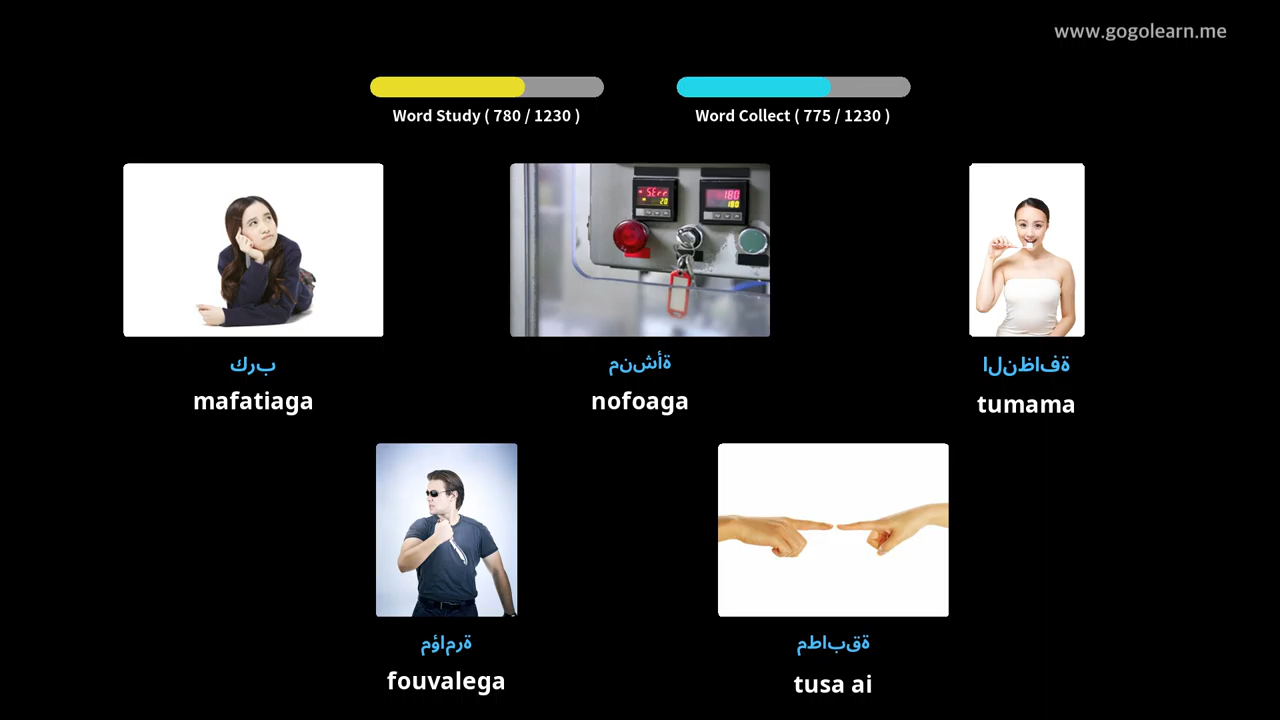 www.gogolearn.me
Word Study ( 780 / 1230 )
Word Collect ( 775 / 1230 )
كرب
mafatiaga
منشأة
nofoaga
النظافة
tumama
مؤامرة
fouvalega
مطابقة
tusa ai